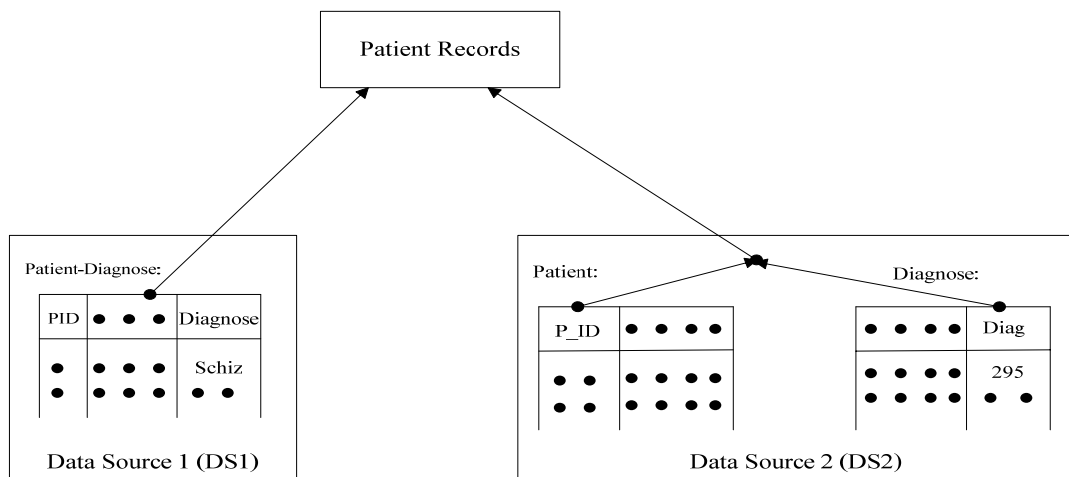 Patient Records
Patient-Diagnose:
PID
Diagnose
Schiz
Data Source 1 (DS1)
Patient:
Diagnose:
P_ID
Diag
295
Data Source 2 (DS2)